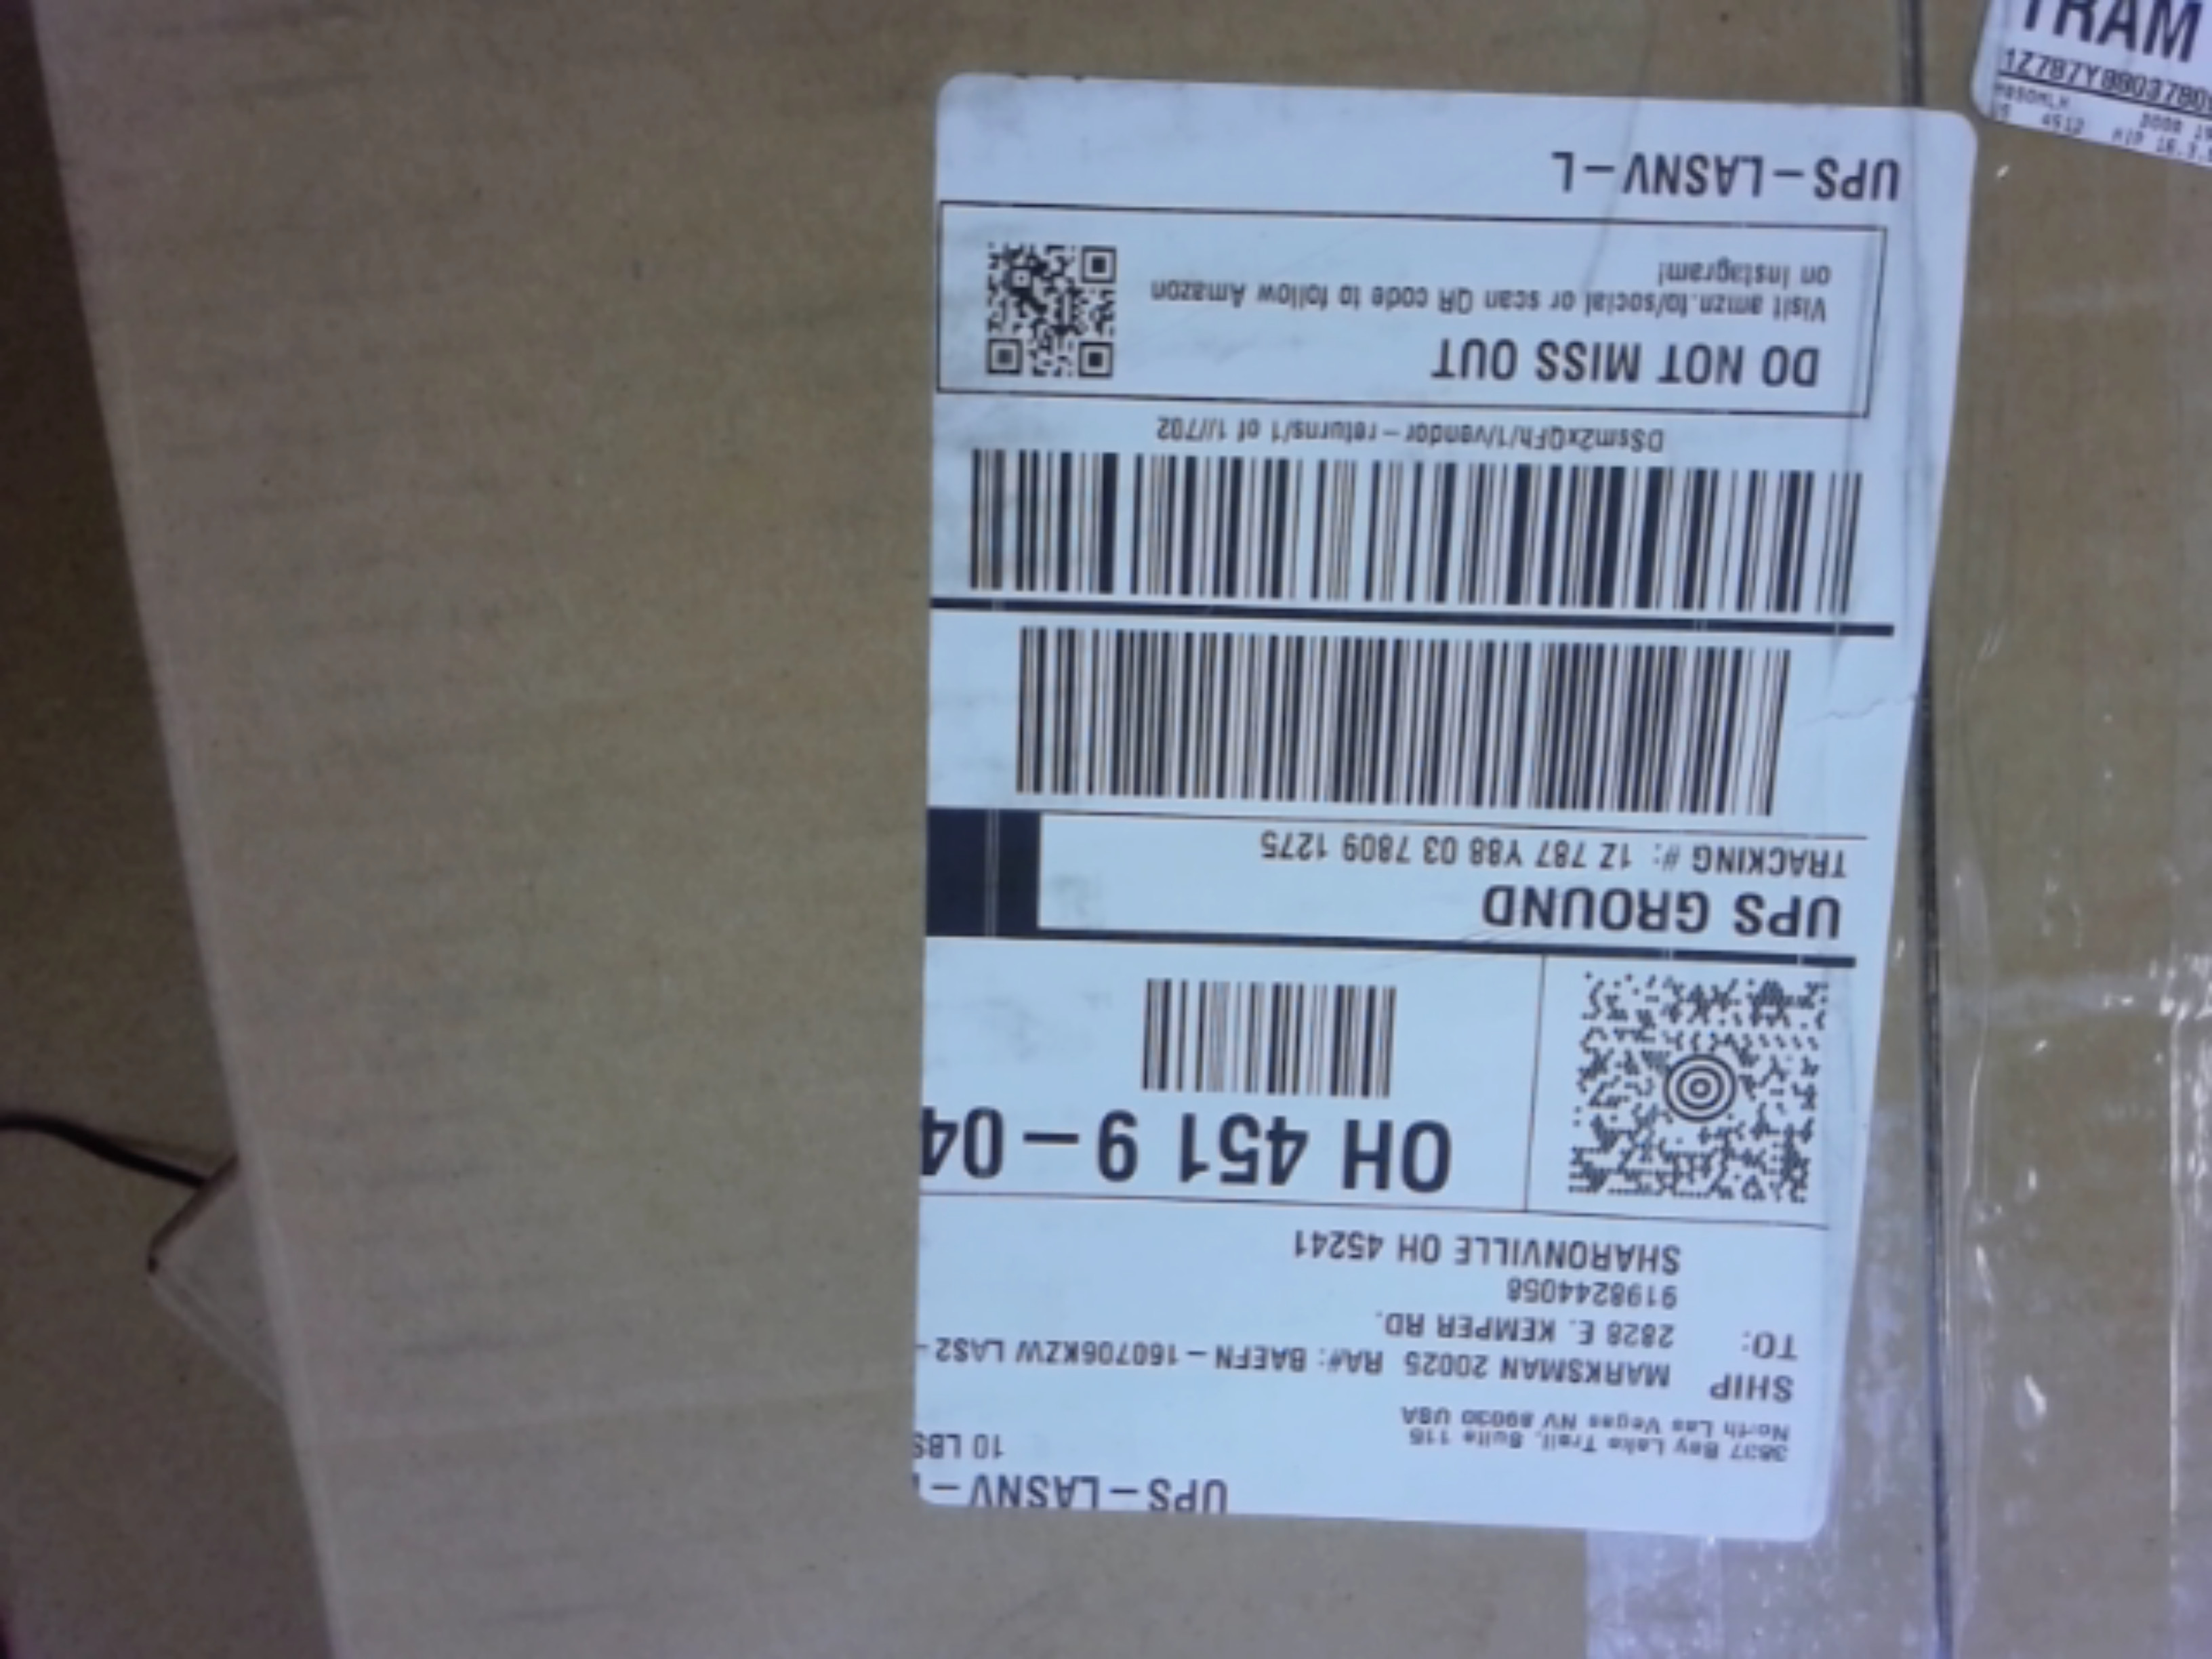 UPS-LASNV-
10 LBS
3837 Bay Lake Trail, Suite 115
North Las Vegas NV 89030 USA
SHIP TO:
MARKSMAN 20025 RA#: BAEFN-160706KZW LAS2-
2828 E. KEMPER RD.
9198244058
SHARONVILLE OH 45241
OH 451 9-04
UPS GROUND
TRACKING #: 1Z 787 Y88 03 7809 1275
DSsm2xQFh/1/vendor-returns/1 of 1//702
DO NOT MISS OUT
Visit amzn.to/social or scan QR code to follow Amazon
on Instagram!
UPS-LASNV-L
TRAM
4512